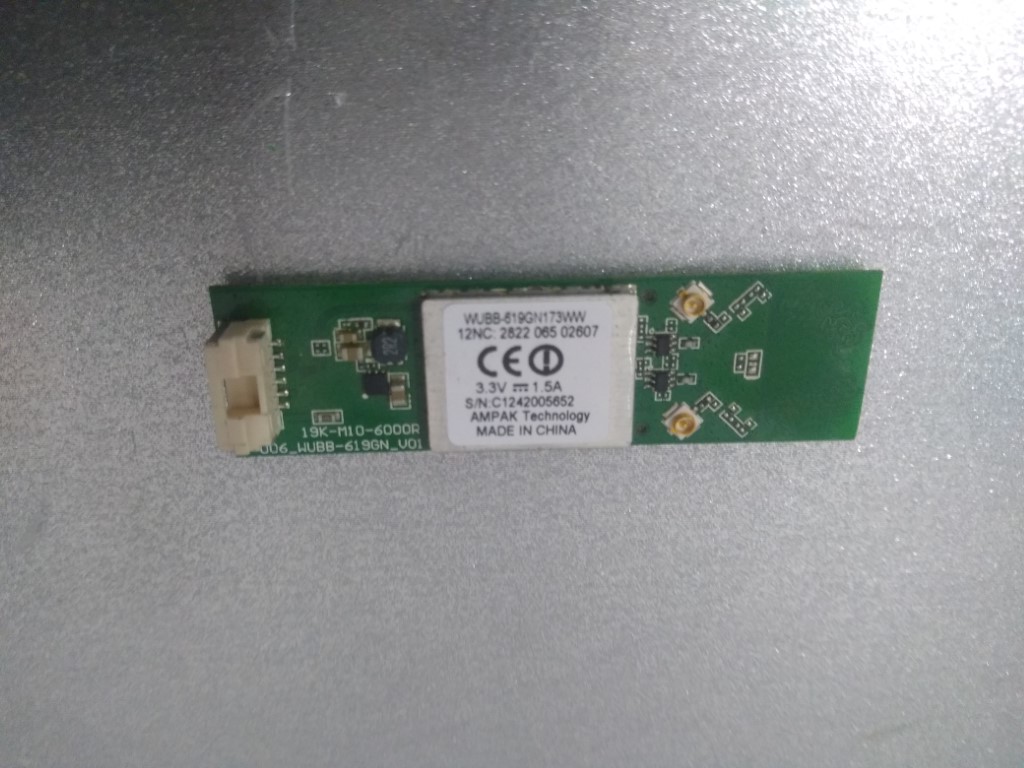 WUBB-619GN173WW
12NC: 2822 065 02607
CE
3.3V 1.5A
S/N:C1242005652
AMPAK Technology
MADE IN CHINA
19K-M10-6000R
006_WUBB-619GN_V01